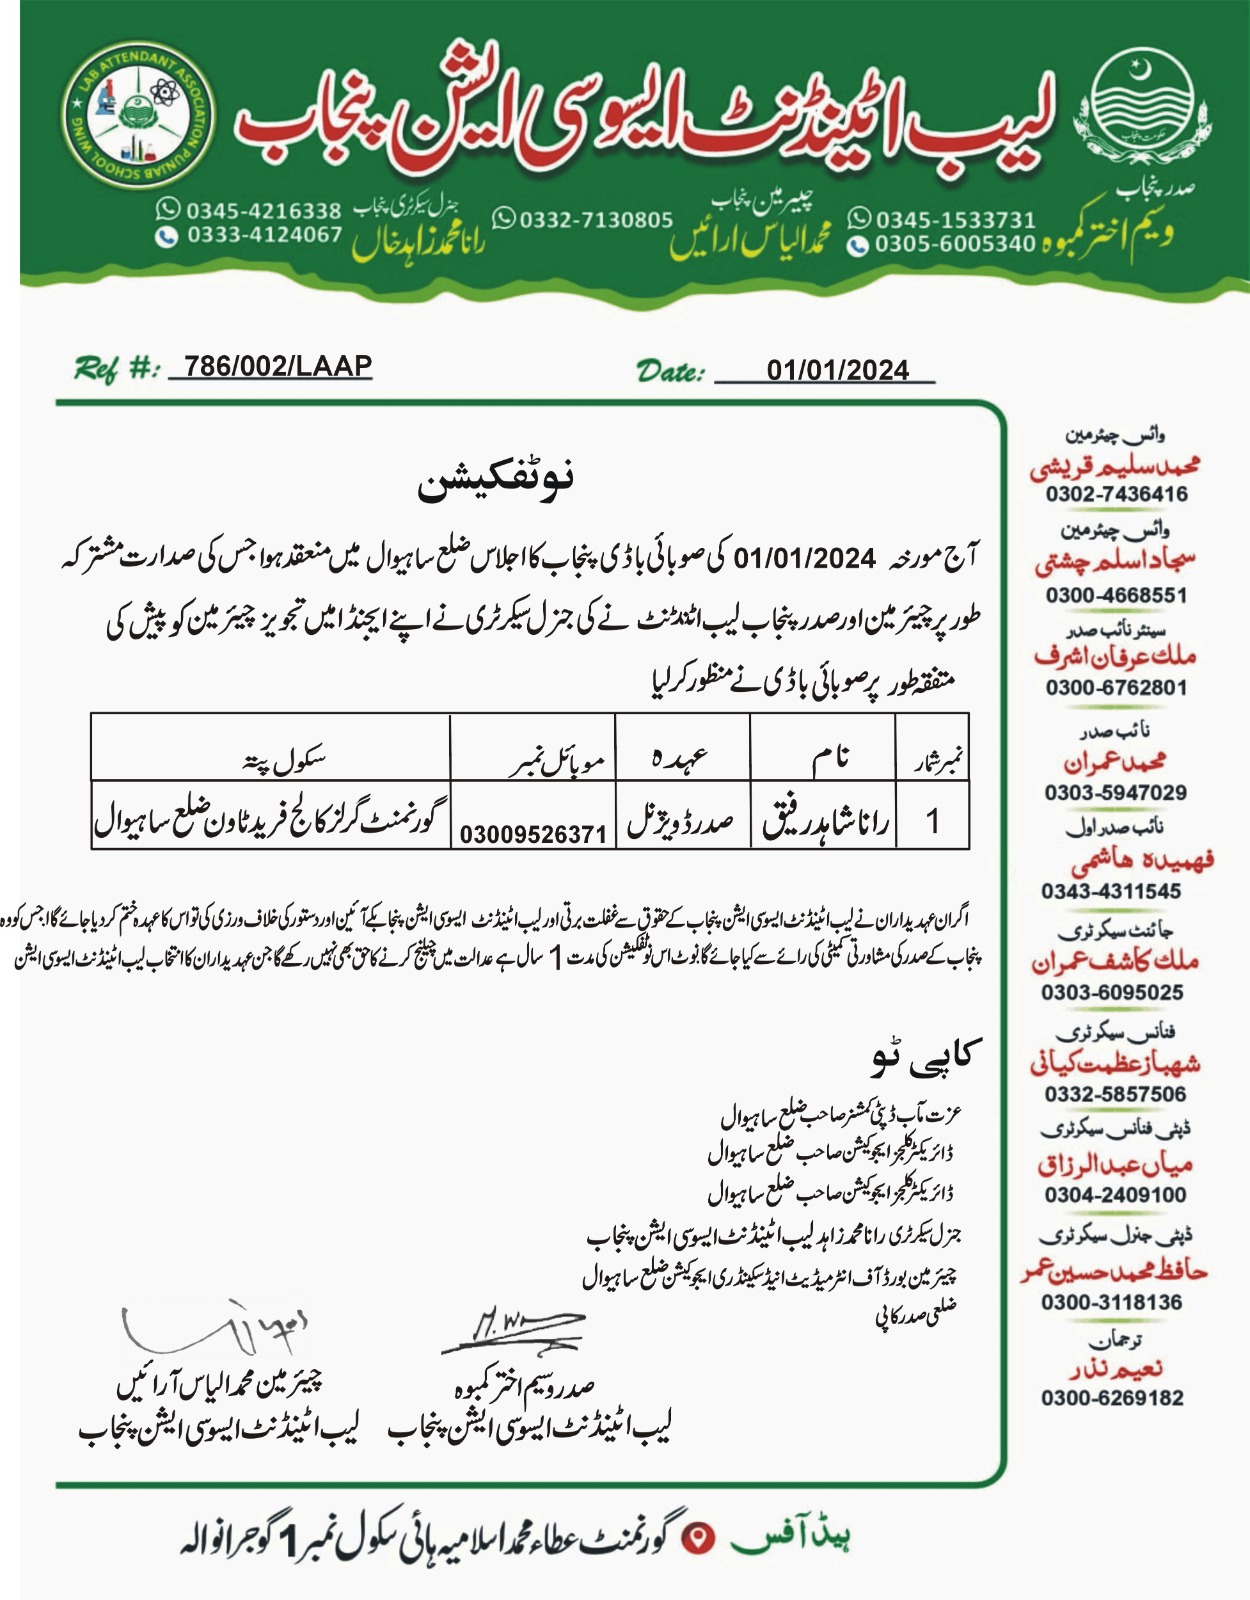 لیب اٹینڈنٹ ایسوسی ایشن پنجاب
LAB ATTENDANT ASSOCIATION PUNJAB SCHOOL WING
حکومت پنجاب
صدر پنجاب
وسیم اختر کمبوہ
0345-1533731
0305-6005340
چیرمین پنجاب
محمد الیاس ارائیں
0332-7130805
جنرل سیکرٹری پنجاب
رانا محمد زاہد خاں
0345-4216338
0333-4124067
Ref #: 786/002/LAAP
Date: 01/01/2024
نوٹفکیشن
آج مورخہ 01/01/2024 کی صوبائی باڈی پنجاب کا اجلاس ضلع ساہیوال میں منعقد ہوا جس کی صدارت مشترکہ
طور پر چیئرمین اور صدر پنجاب لیب اٹنڈنٹ نے کی جنرل سیکرٹری نے اپنے ایجنڈا میں تجویز چیئرمین کو پیش کی
متفقہ طور پر صوبائی باڈی نے منظور کر لیا
نمبر شمار نام عہدہ موبائل نمبر سکول پتہ
1 رانا شاہد رفیق صدر ڈویژنل 03009526371 گورنمنٹ گرلز کالج فرید ٹاون ضلع ساہیوال
اگر ان عہدیداران نے لیب اٹینڈنٹ ایسوسی ایشن پنجاب کے حقوق سے غفلت برتی اور لیب اٹینڈنٹ ایسوسی ایشن پنجابکے آئین اور دستور کی خلاف ورزی کی تو اس کا عہدہ ختم کر دیا جائے گا اجس کو وہ
پنجاب کے صدر کی مشاورتی کمیٹی کی رائے سے کیا جائے گا نوٹ اس نوٹفکیشن کی مدت 1 سال ہے عدالت میں چیلنج کرنے کا حق بھی نہیں رکھے گا جن عہدیداران کا انتخاب لیب اٹینڈنٹ ایسوسی ایشن
کاپی ٹو
عزت مآب ڈپٹی کمشنر صاحب ضلع ساہیوال
ڈائریکٹر کلجز ایجوکیشن صاحب ضلع ساہیوال
ڈائریکٹر کلجز ایجوکیشن صاحب ضلع ساہیوال
جنرل سیکرٹری رانا محمد زاہد لیب اٹینڈنٹ ایسوسی ایشن پنجاب
چیئرمین بورڈ آف انٹرمیڈیٹ اینڈ سکینڈری ایجوکیشن ضلع ساہیوال
ضلعی صدر کاپی
صدر وسیم اختر کمبوہ
لیب اٹینڈنٹ ایسوسی ایشن پنجاب
چیئرمین محمد الیاس آرائیں
لیب اٹینڈنٹ ایسوسی ایشن پنجاب
وائس چیئرمین
محمد سلیم قریشی
0302-7436416
وائس چیئرمین
سجاد اسلم چشتی
0300-4668551
سینئر نائب صدر
ملک عرفان اشرف
0300-6762801
نائب صدر
محمد عمران
0303-5947029
نائب صدر اول
فہمیدہ ہاشمی
0343-4311545
جائنٹ سیکرٹری
ملک کاشف عمران
0303-6095025
فنانس سیکرٹری
شہباز عظمت کیانی
0332-5857506
ڈپٹی فنانس سیکرٹری
میاں عبدالرزاق
0304-2409100
ڈپٹی جنرل سیکرٹری
حافظ محمد حسین عمر
0300-3118136
ترجمان
نعیم نذر
0300-6269182
ہیڈ آفس گورنمنٹ عطاء محمد اسلامیہ ہائی سکول نمبر 1 گوجرانوالہ